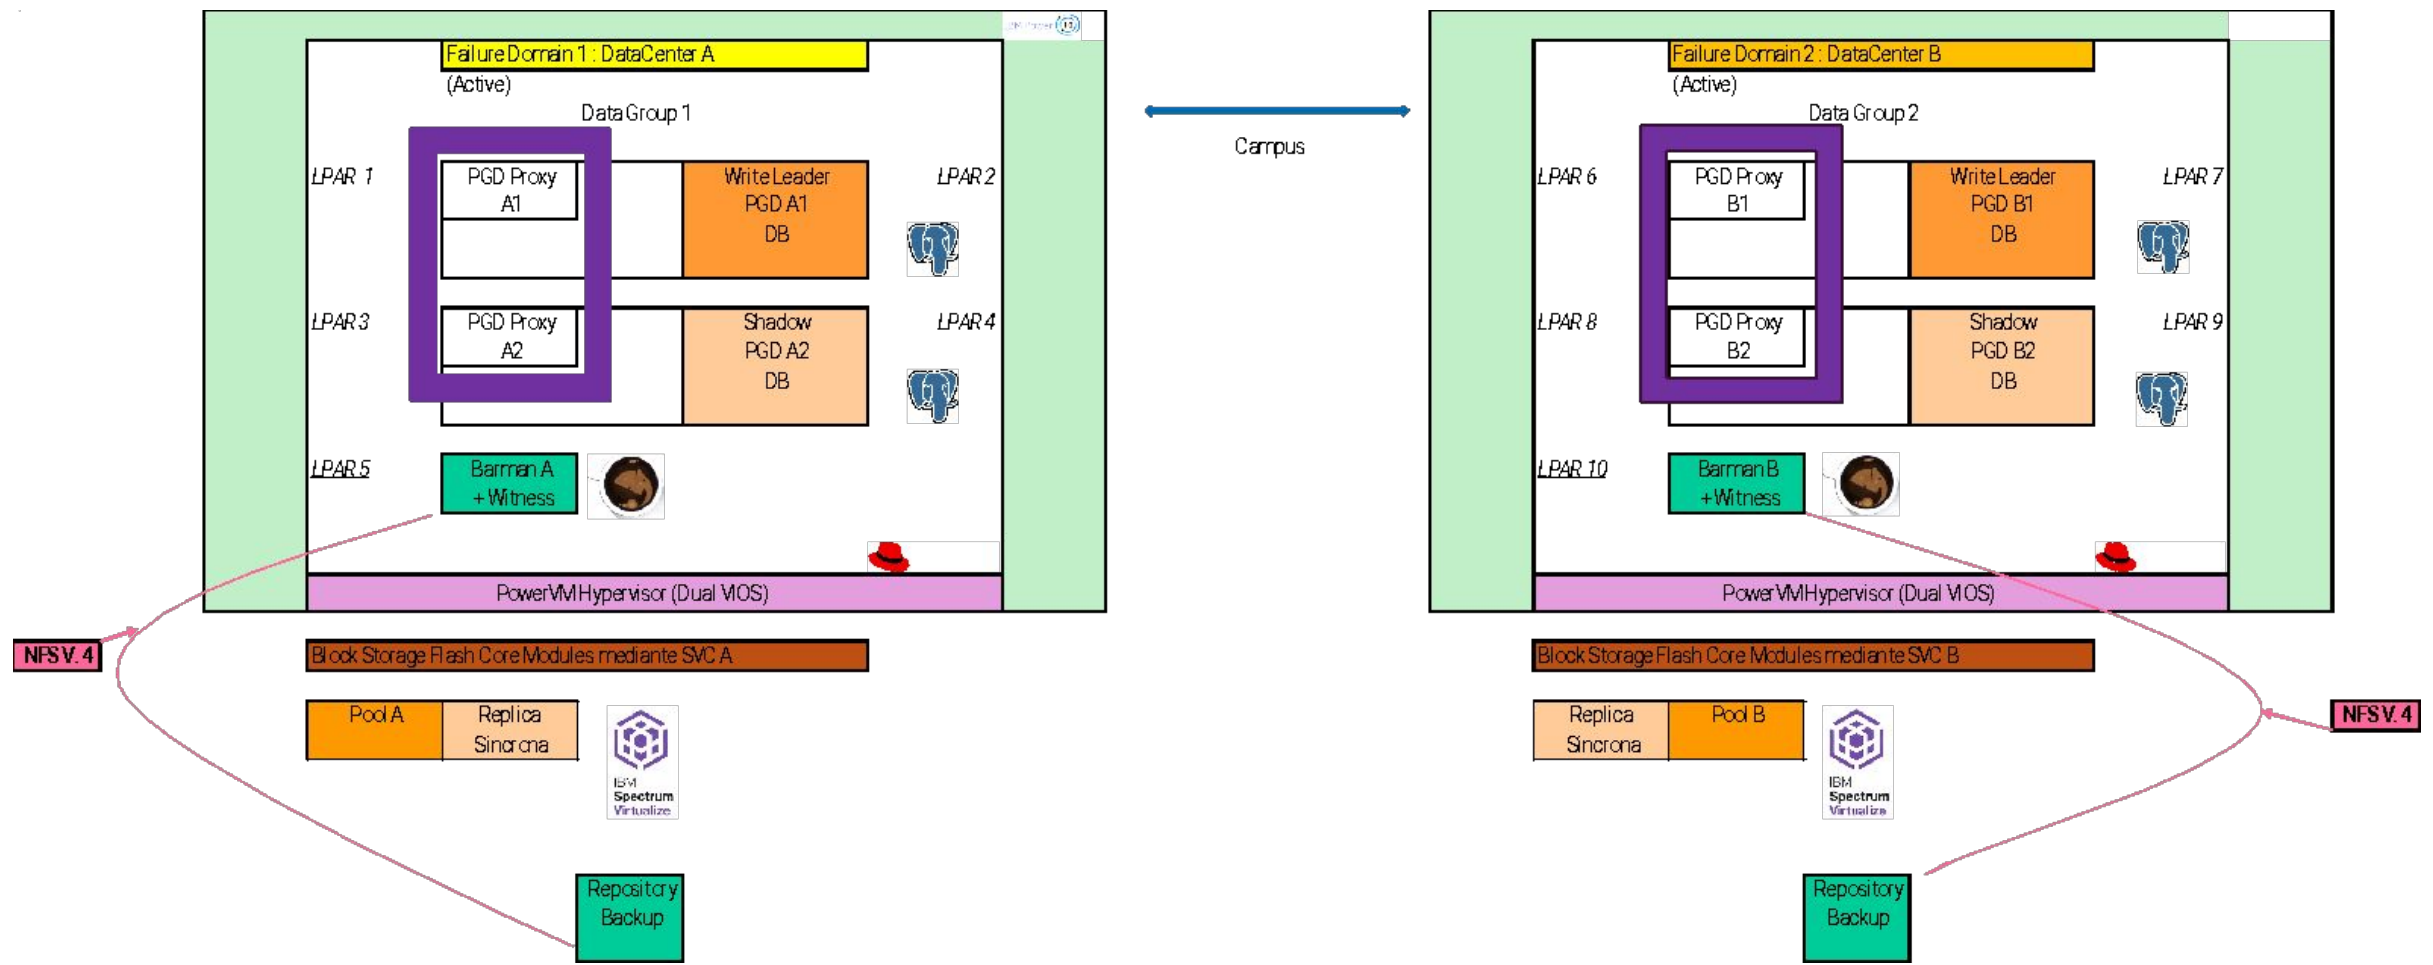 IBM Power 10
Failure Domain 1 : DataCenter A
(Active)
Data Group 1
LPAR 1
PGD Proxy
A1
Write Leader
PGD A1
DB
LPAR 2
LPAR 3
PGD Proxy
A2
Shadow
PGD A2
DB
LPAR 4
LPAR 5
Barman A
+ Witness
PowerVM Hypervisor (Dual VIOS)
NFS V. 4
Block Storage Flash Core Modules mediante SVC A
Pool A
Replica
Sincrona
IBM
Spectrum
Virtualize
Repository
Backup
Campus
Failure Domain 2 : DataCenter B
(Active)
Data Group 2
LPAR 6
PGD Proxy
B1
Write Leader
PGD B1
DB
LPAR 7
LPAR 8
PGD Proxy
B2
Shadow
PGD B2
DB
LPAR 9
LPAR 10
Barman B
+ Witness
PowerVM Hypervisor (Dual VIOS)
Block Storage Flash Core Modules mediante SVC B
Replica
Sincrona
Pool B
IBM
Spectrum
Virtualize
NFS V. 4
Repository
Backup